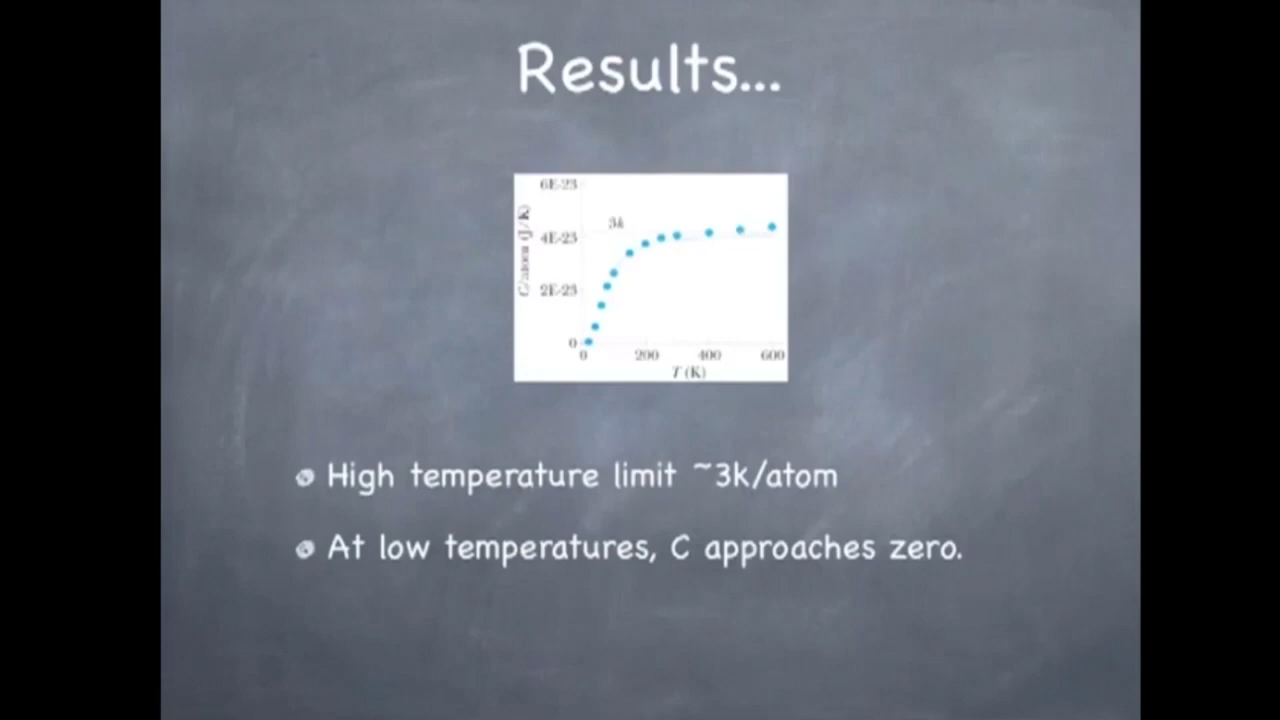 Results...
6E-23
3k
4E-23
C/atom (J/K)
2E-23
0
0 200 400 600
T (K)
High temperature limit ~3k/atom
At low temperatures, C approaches zero.